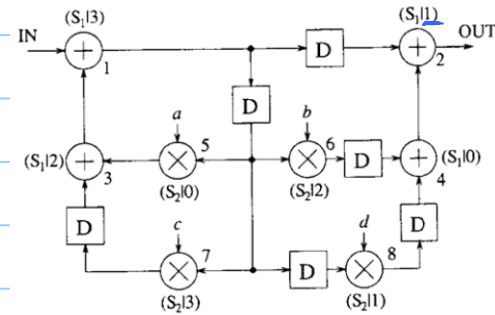 (S₁|3)
(S₁|1)
IN
OUT
D
1
2
D
a
b
5
6
D
(S₁|2)
3
(S₂|0)
(S₂|2)
(S₁|0)
4
D
c
d
D
7
D
8
(S₂|3)
(S₂|1)